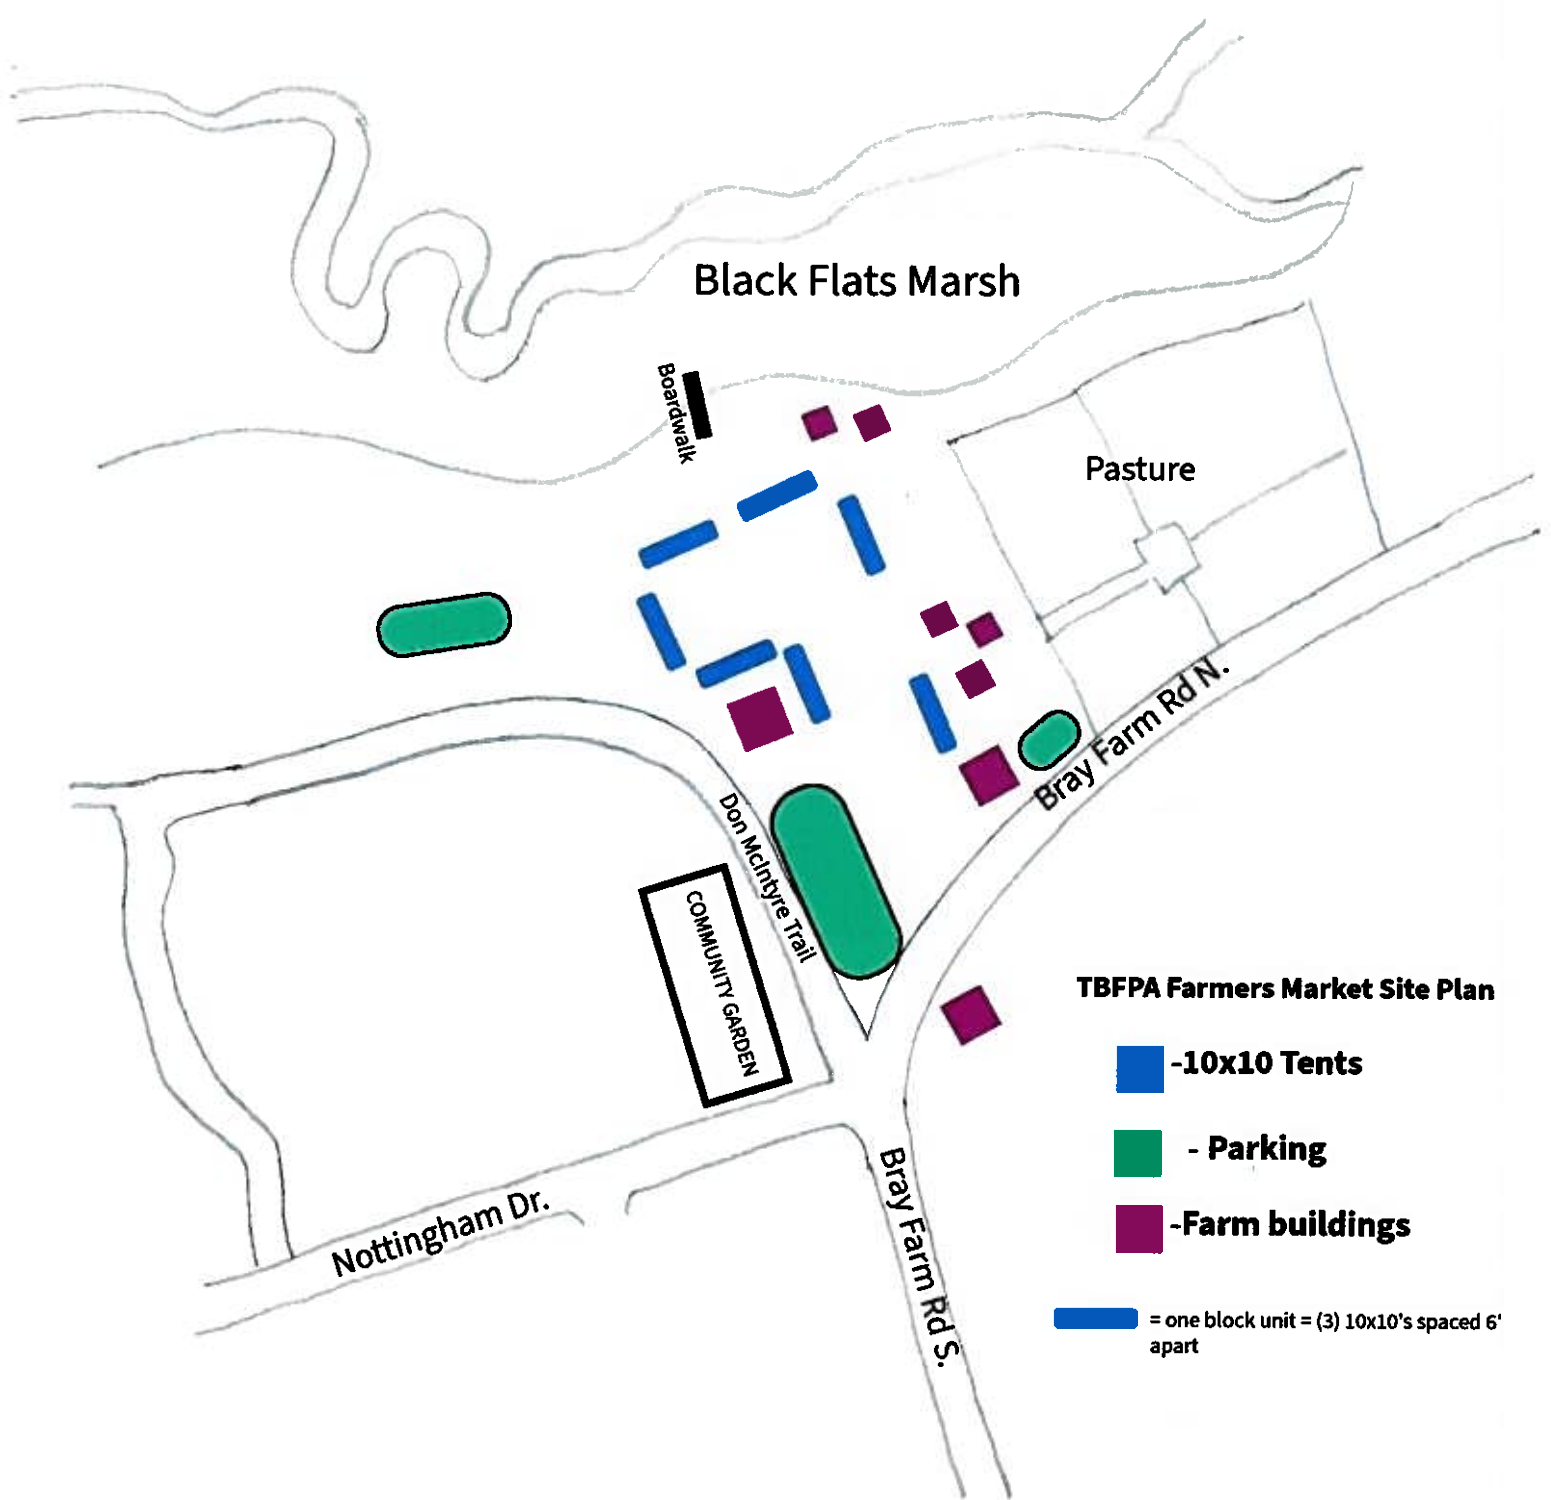 Black Flats Marsh
Boardwalk
Pasture
Bray Farm Rd N.
Don McIntyre Trail
COMMUNITY GARDEN
TBFPA Farmers Market Site Plan
-10x10 Tents
- Parking
-Farm buildings
= one block unit = (3) 10x10's spaced 6'
apart
Nottingham Dr.
Bray Farm Rd S.